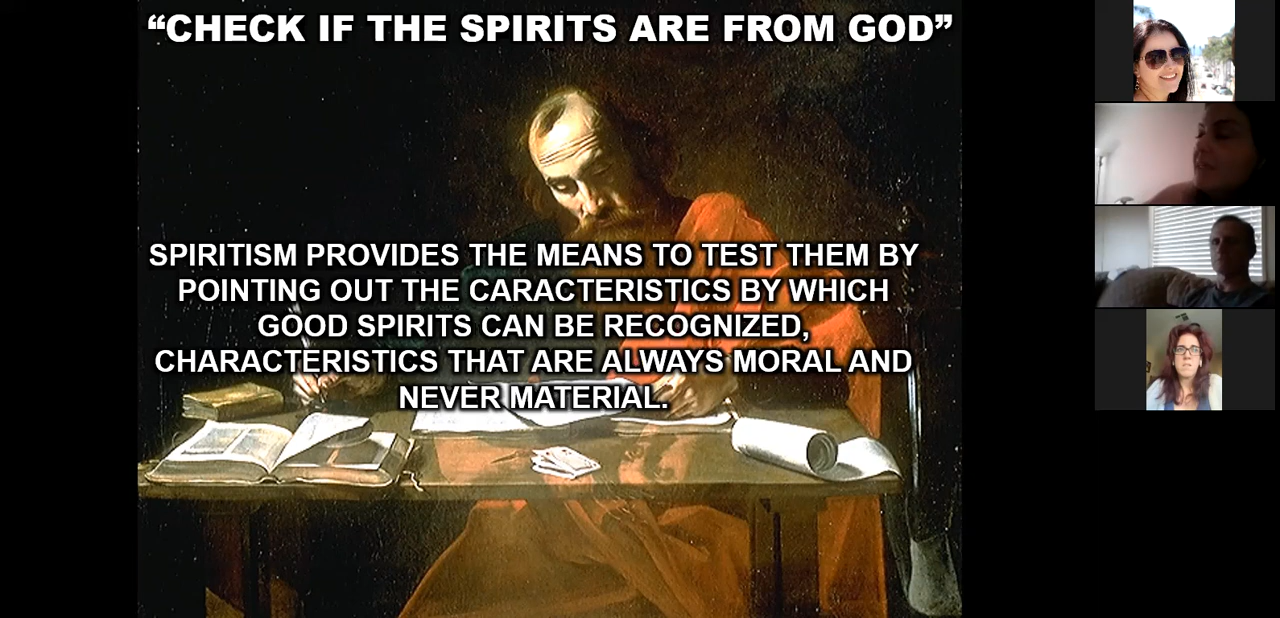 “CHECK IF THE SPIRITS ARE FROM GOD”
SPIRITISM PROVIDES THE MEANS TO TEST THEM BY
POINTING OUT THE CARACTERISTICS BY WHICH
GOOD SPIRITS CAN BE RECOGNIZED,
CHARACTERISTICS THAT ARE ALWAYS MORAL AND
NEVER MATERIAL.